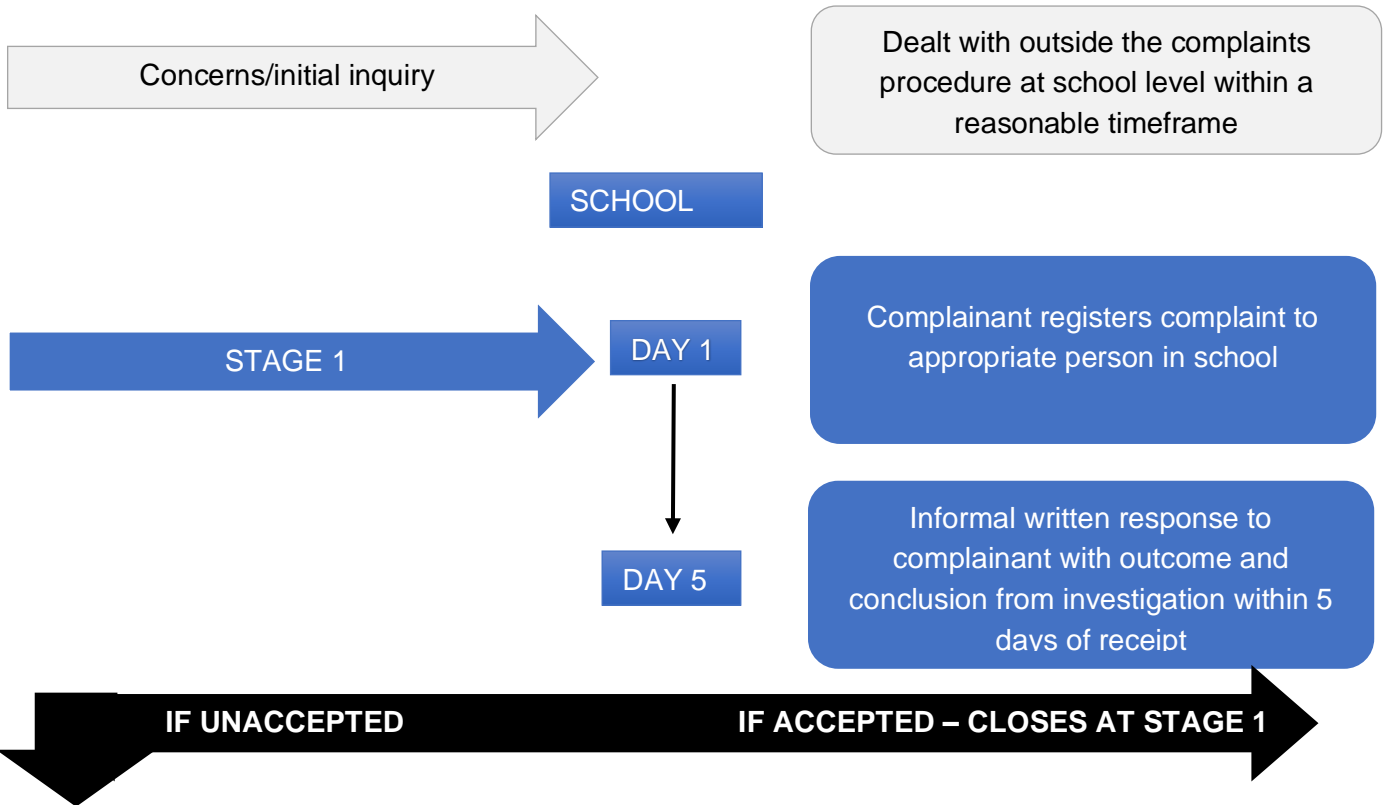 Concerns/initial inquiry
Dealt with outside the complaints
procedure at school level within a
reasonable timeframe
SCHOOL
STAGE 1
DAY 1
Complainant registers complaint to
appropriate person in school
DAY 5
Informal written response to
complainant with outcome and
conclusion from investigation within 5
days of receipt
IF UNACCEPTED
IF ACCEPTED – CLOSES AT STAGE 1